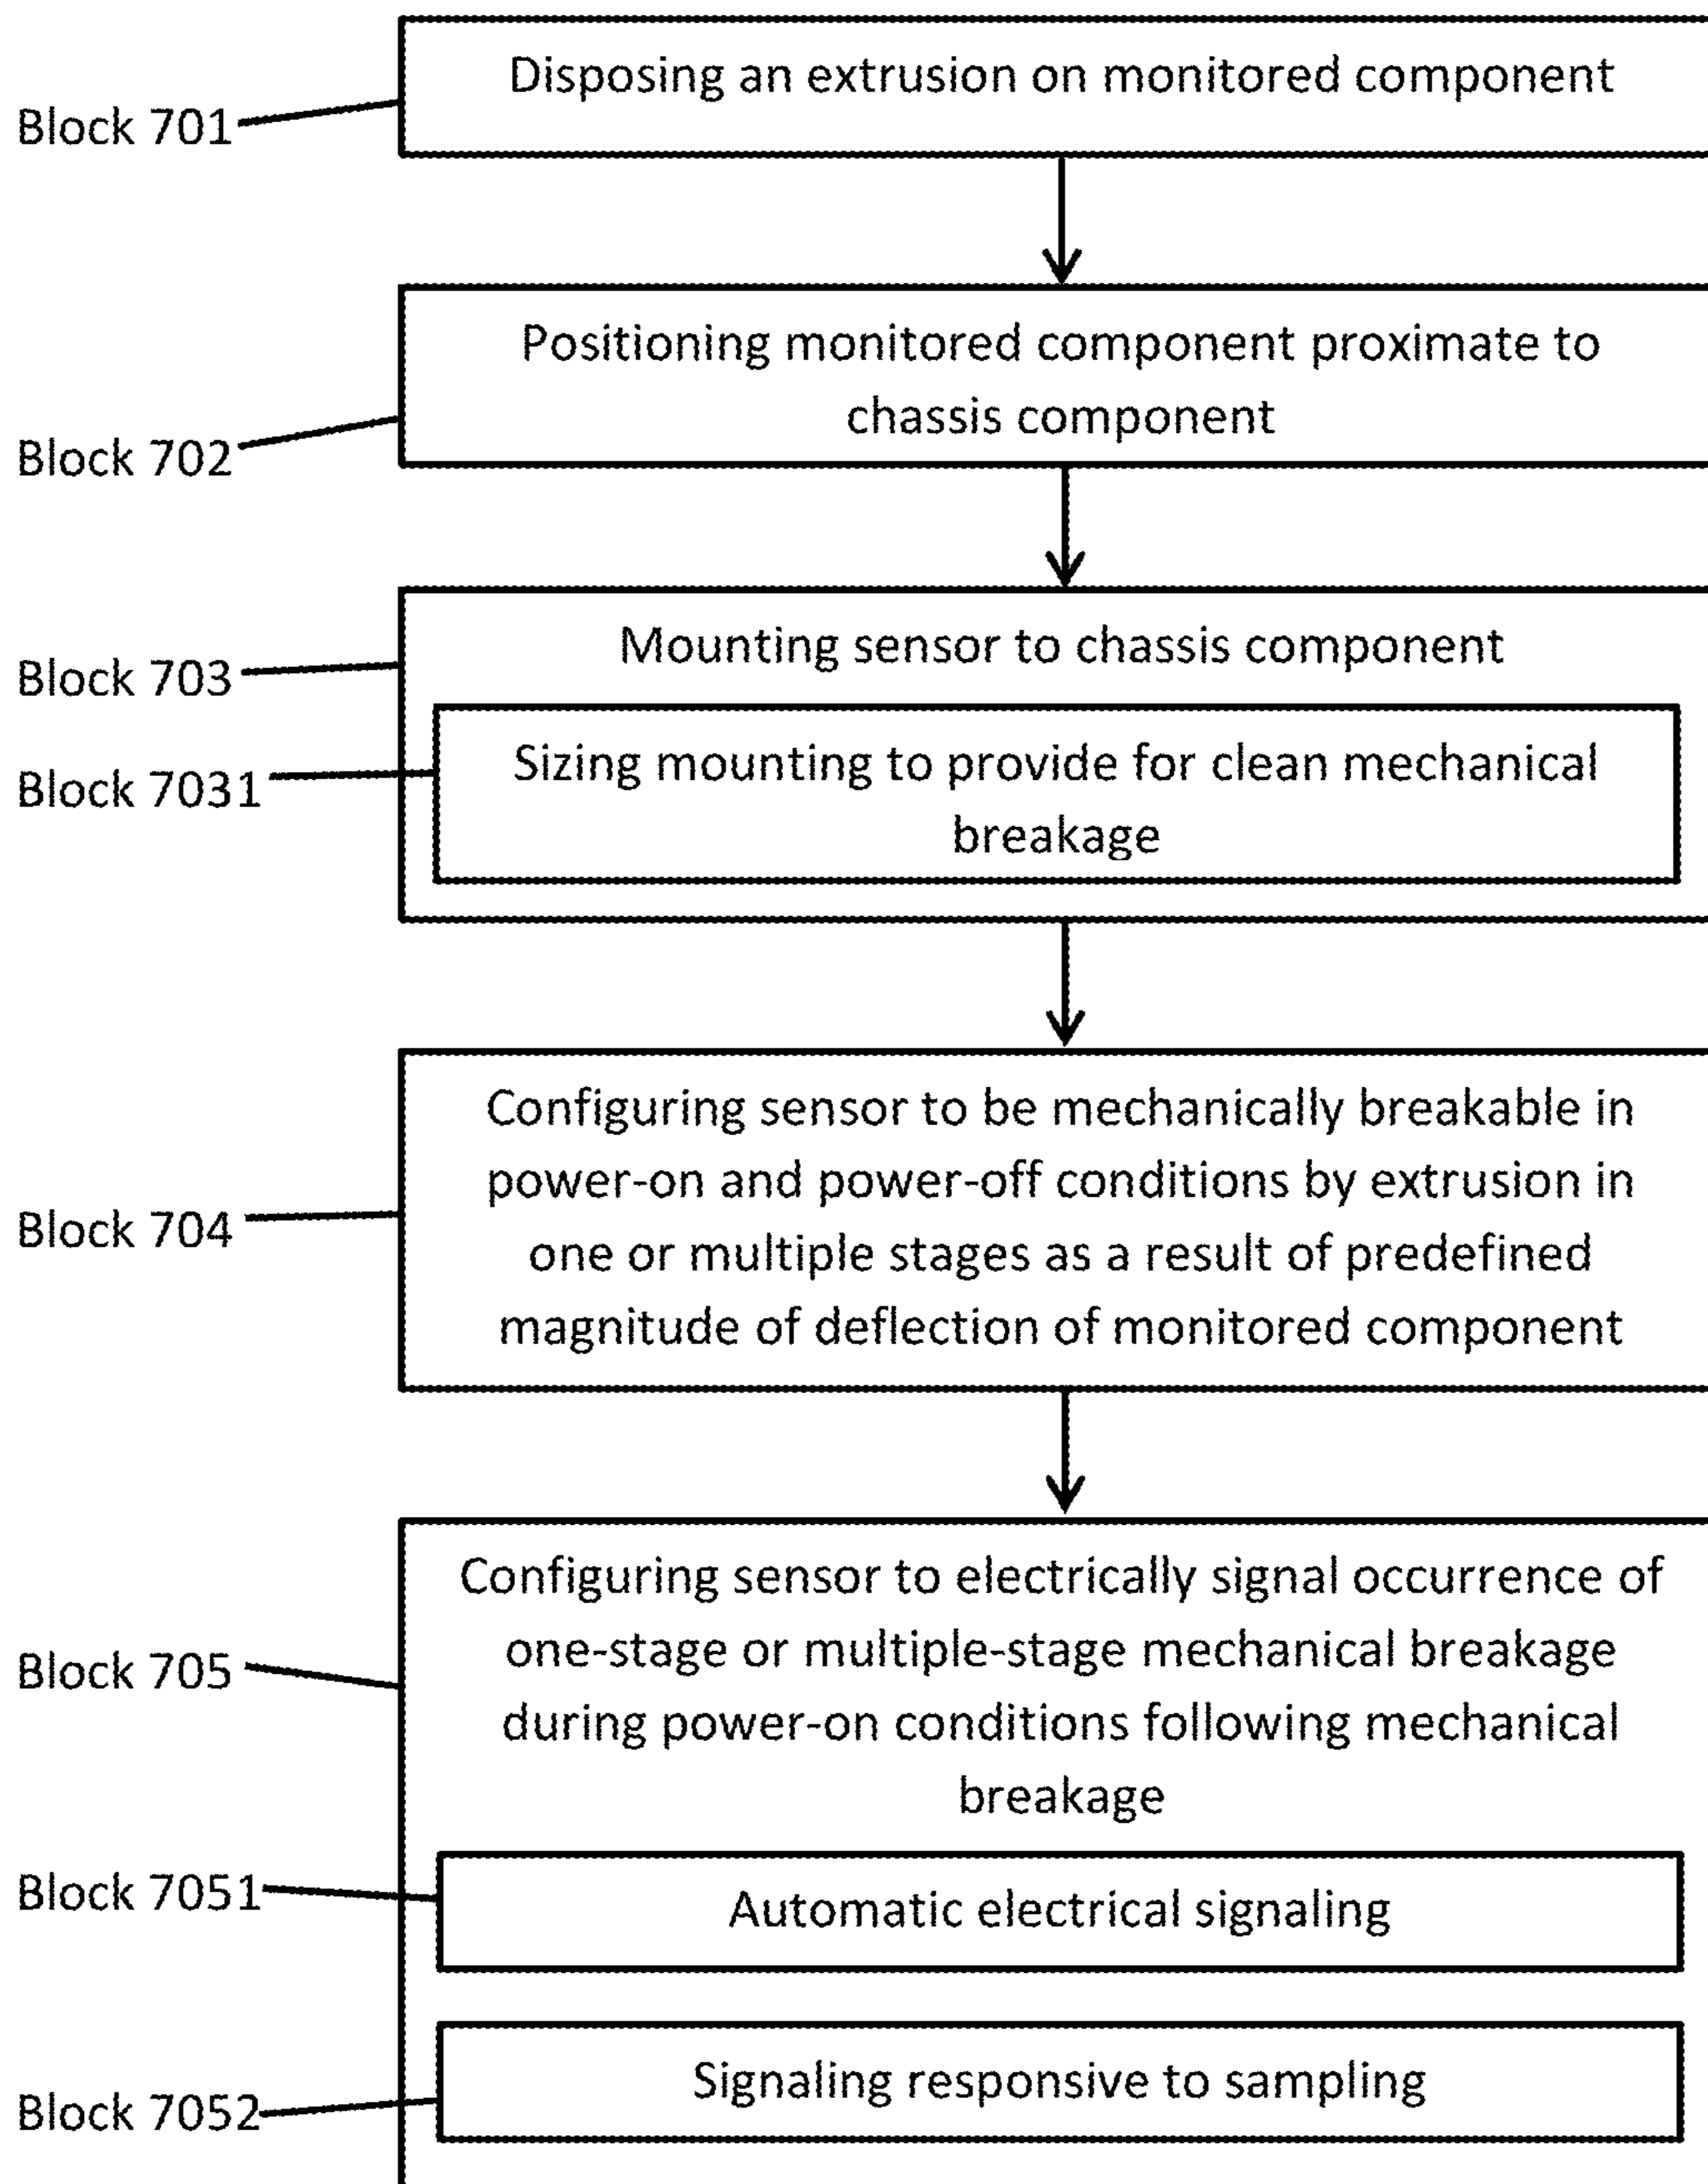 Disposing an extrusion on monitored component
Block 701
Positioning monitored component proximate to
chassis component
Block 702
Mounting sensor to chassis component
Block 703
Sizing mounting to provide for clean mechanical
breakage
Block 7031
Configuring sensor to be mechanically breakable in
power-on and power-off conditions by extrusion in
one or multiple stages as a result of predefined
magnitude of deflection of monitored component
Block 704
Configuring sensor to electrically signal occurrence of
one-stage or multiple-stage mechanical breakage
during power-on conditions following mechanical
breakage
Block 705
Automatic electrical signaling
Block 7051
Signaling responsive to sampling
Block 7052